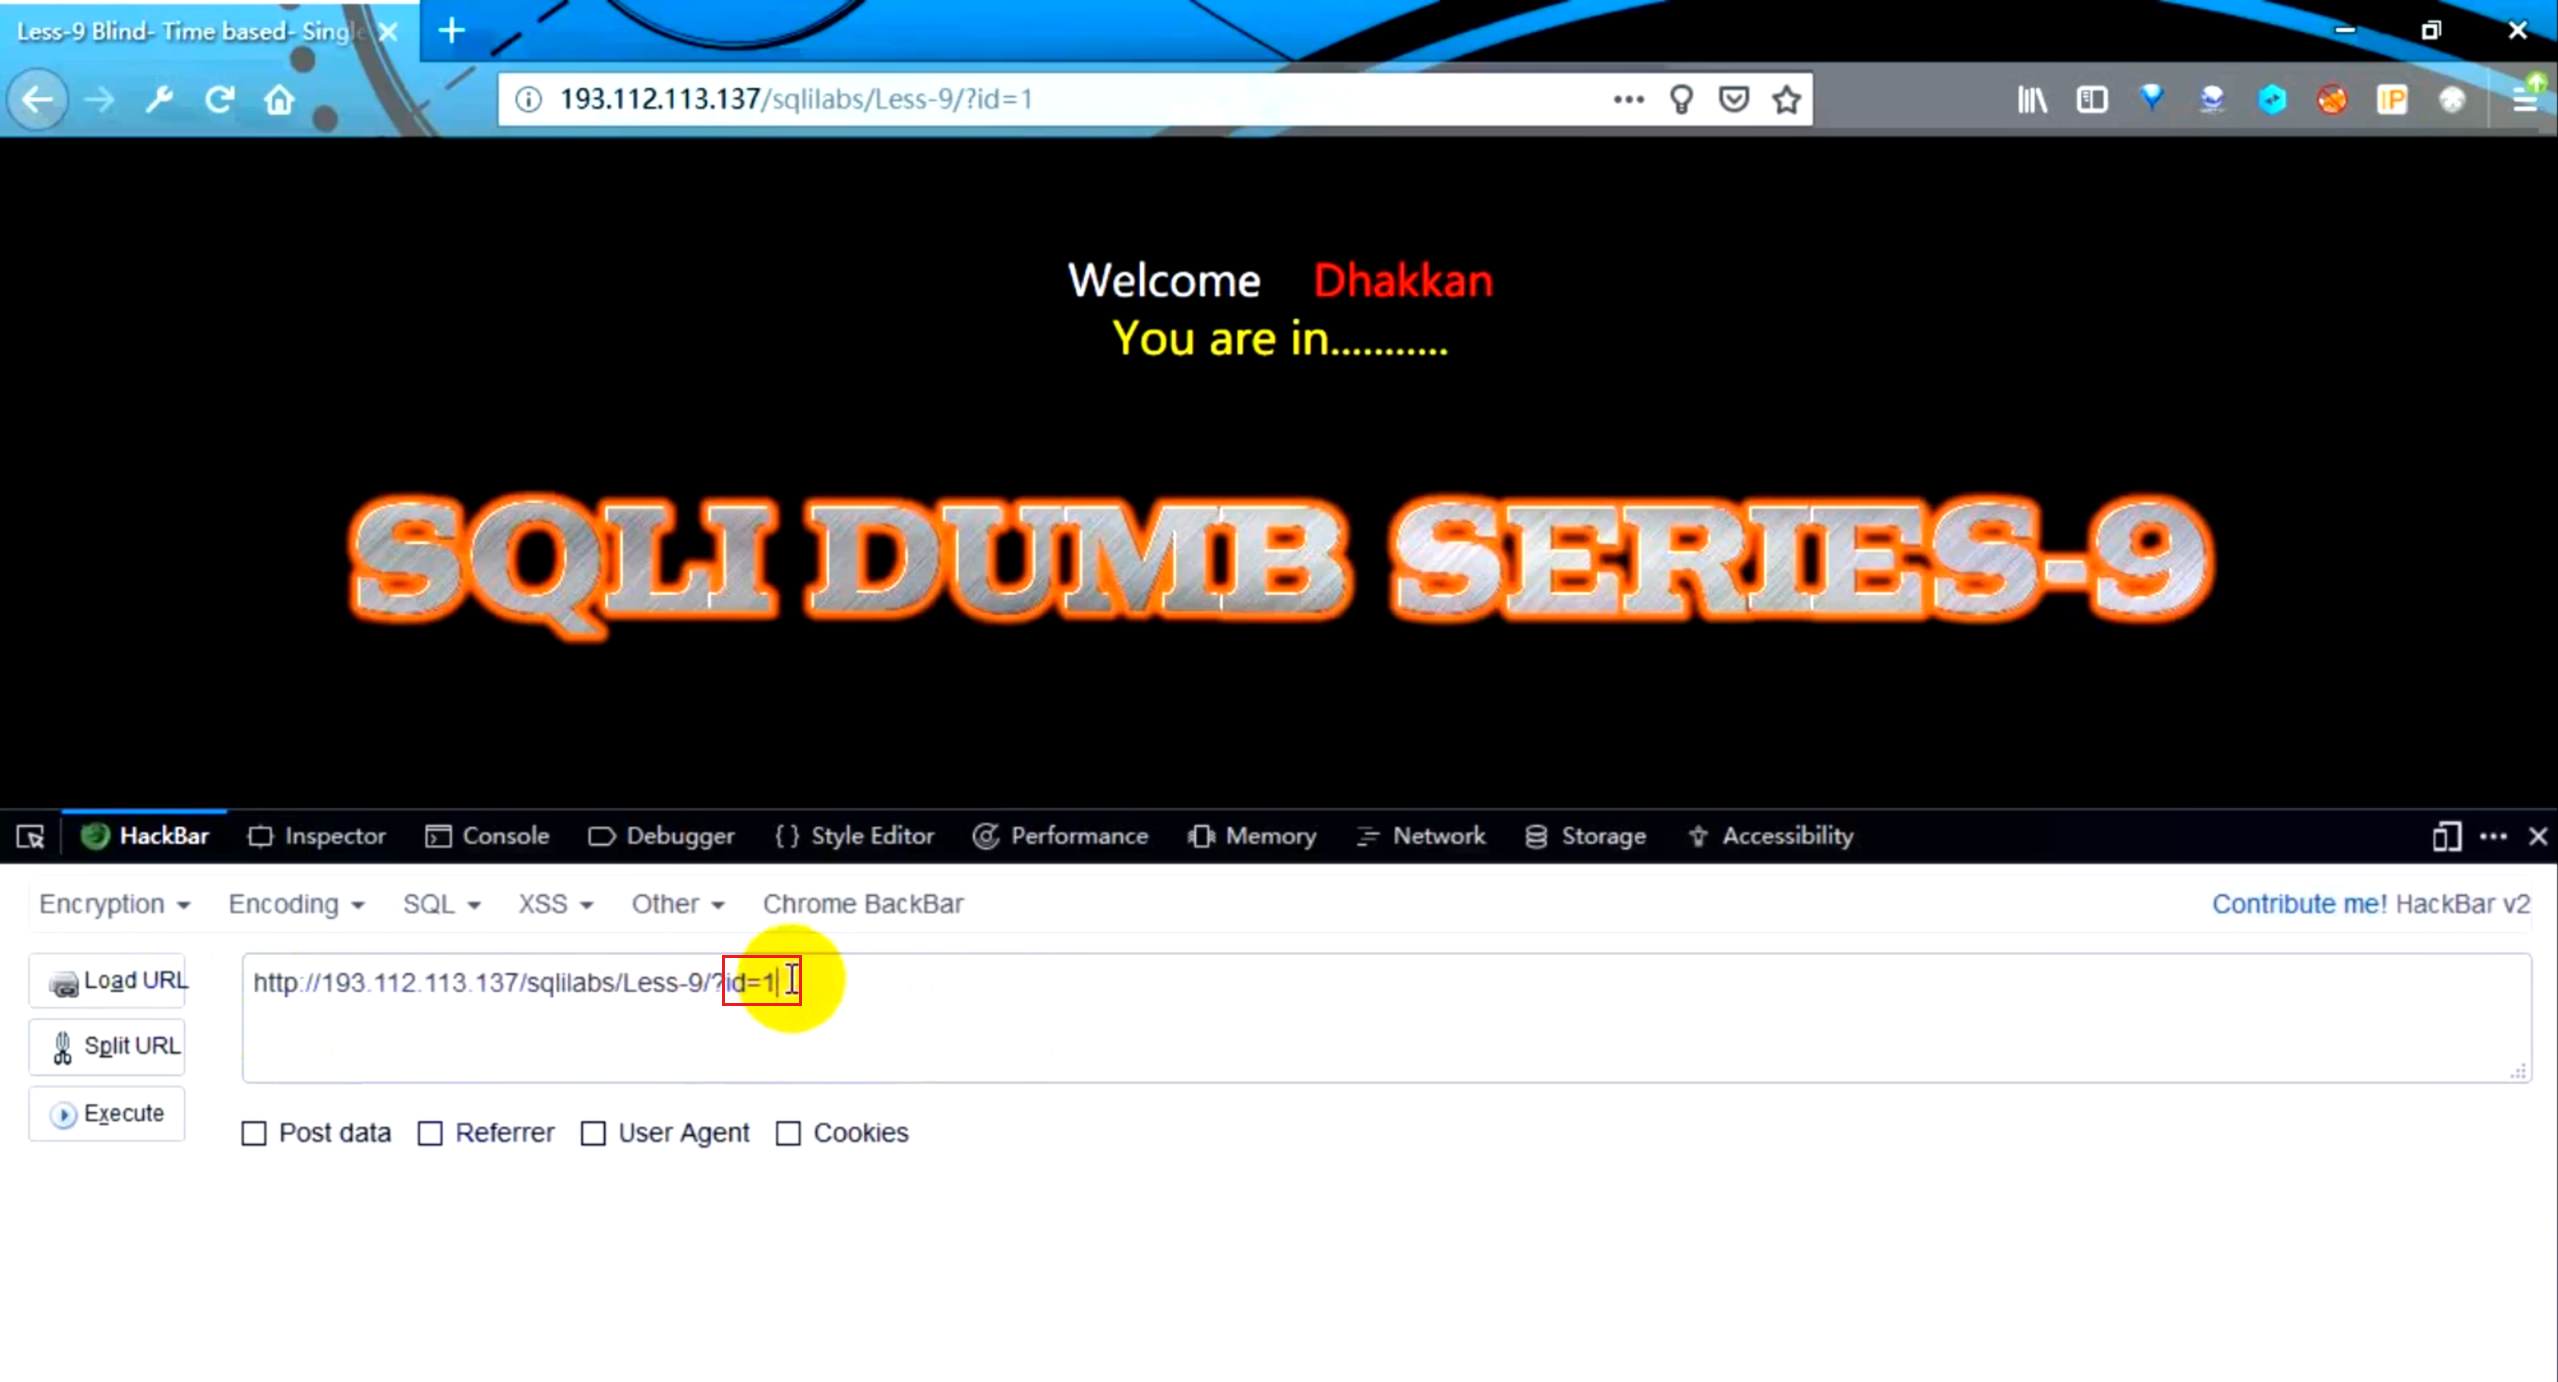 Less-9 Blind- Time based- Single
193.112.113.137/sqlilabs/Less-9/?id=1
IP
Welcome Dhakkan
You are in...........
SQLI DUMB SERIES-9
HackBar Inspector Console Debugger Style Editor Performance Memory Network Storage Accessibility
Encryption Encoding SQL XSS Other Chrome BackBar Contribute me! HackBar v2
Load URL
http://193.112.113.137/sqlilabs/Less-9/?id=1
Split URL
Execute
Post data Referrer User Agent Cookies